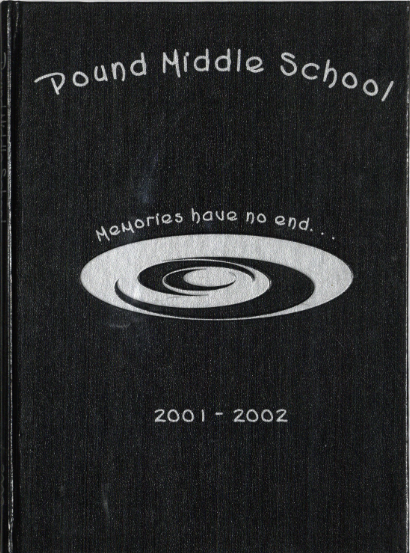 Pound Middle School
Memories have no end. . .
2001 - 2002